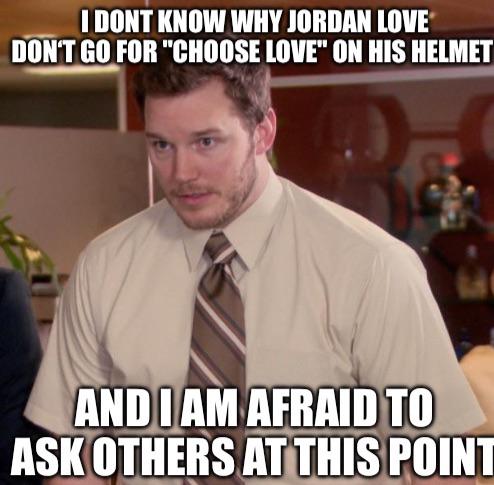 I DONT KNOW WHY JORDAN LOVE
DON'T GO FOR "CHOOSE LOVE" ON HIS HELMET
AND I AM AFRAID TO
ASK OTHERS AT THIS POINT